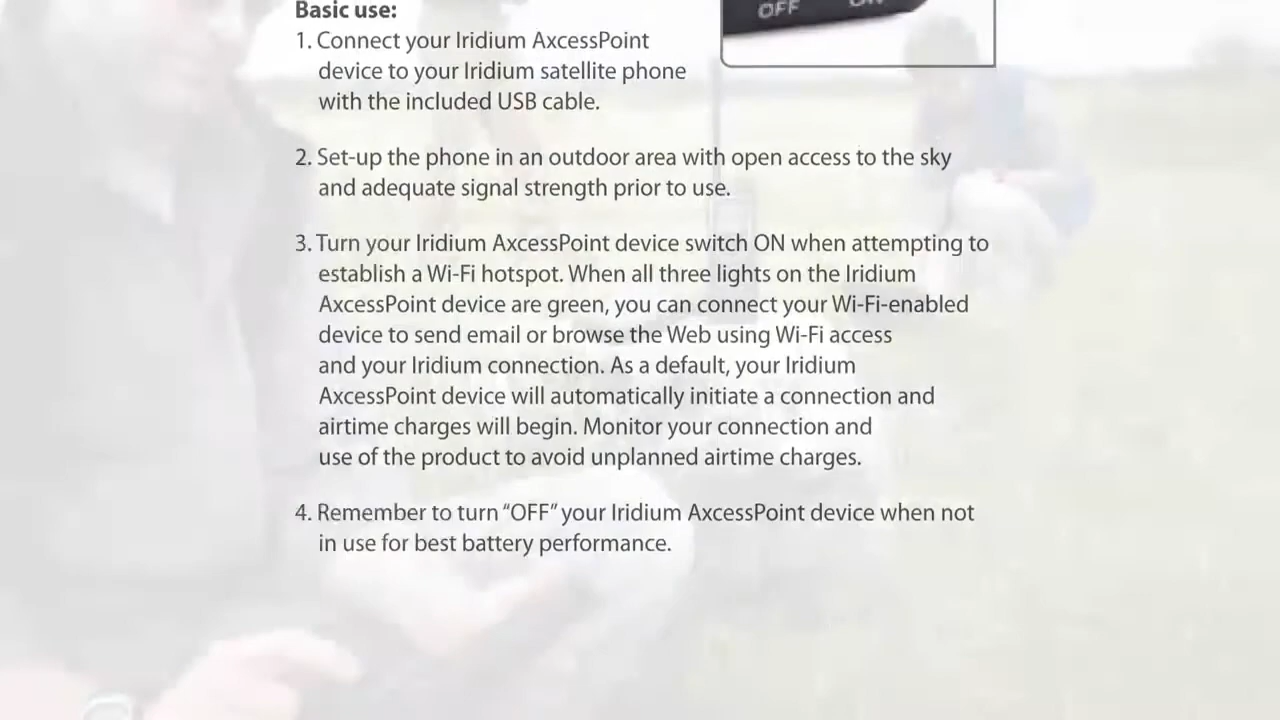 Basic use:
OFF ON
1. Connect your Iridium AxcessPoint
device to your Iridium satellite phone
with the included USB cable.
2. Set-up the phone in an outdoor area with open access to the sky
and adequate signal strength prior to use.
3. Turn your Iridium AxcessPoint device switch ON when attempting to
establish a Wi-Fi hotspot. When all three lights on the Iridium
AxcessPoint device are green, you can connect your Wi-Fi-enabled
device to send email or browse the Web using Wi-Fi access
and your Iridium connection. As a default, your Iridium
AxcessPoint device will automatically initiate a connection and
airtime charges will begin. Monitor your connection and
use of the product to avoid unplanned airtime charges.
4. Remember to turn “OFF” your Iridium AxcessPoint device when not
in use for best battery performance.